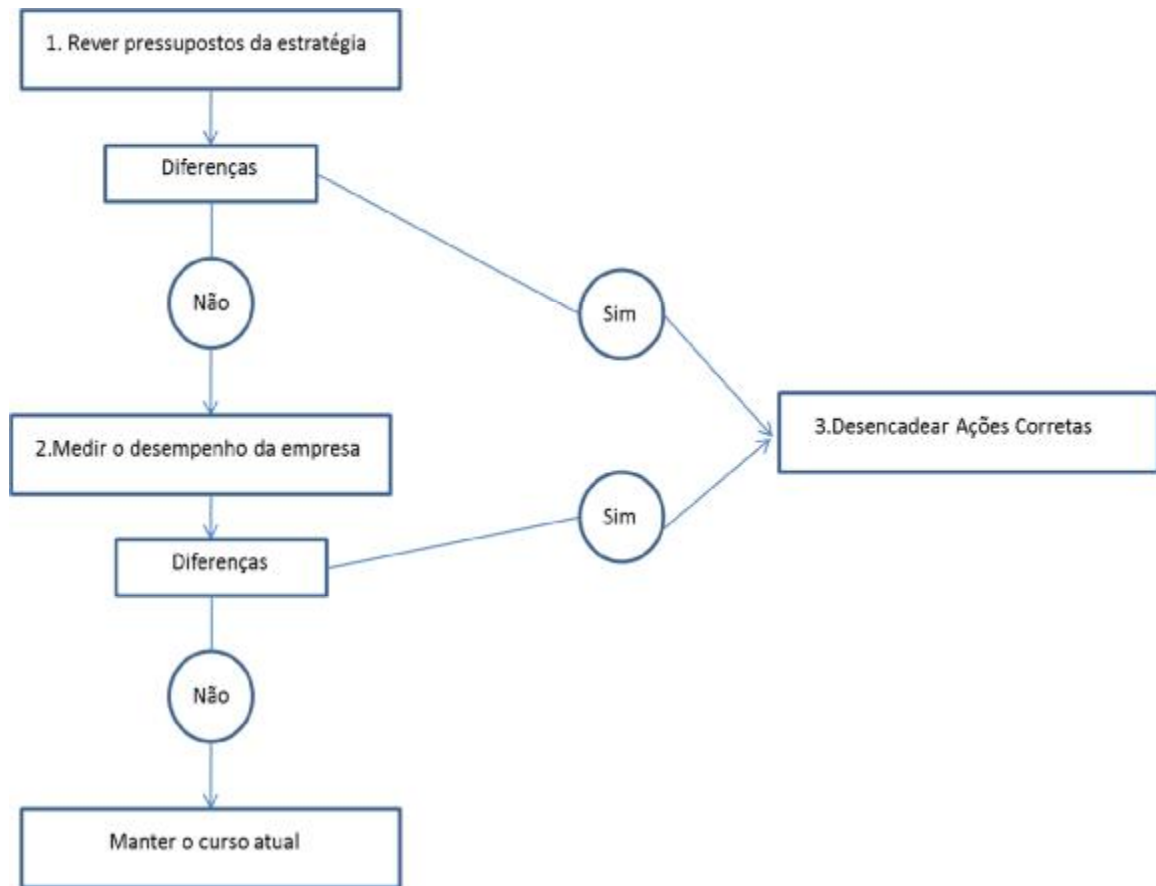 1. Rever pressupostos da estratégia
Diferenças
Não
Sim
2.Medir o desempenho da empresa
3.Desencadear Ações Corretas
Sim
Diferenças
Não
Manter o curso atual